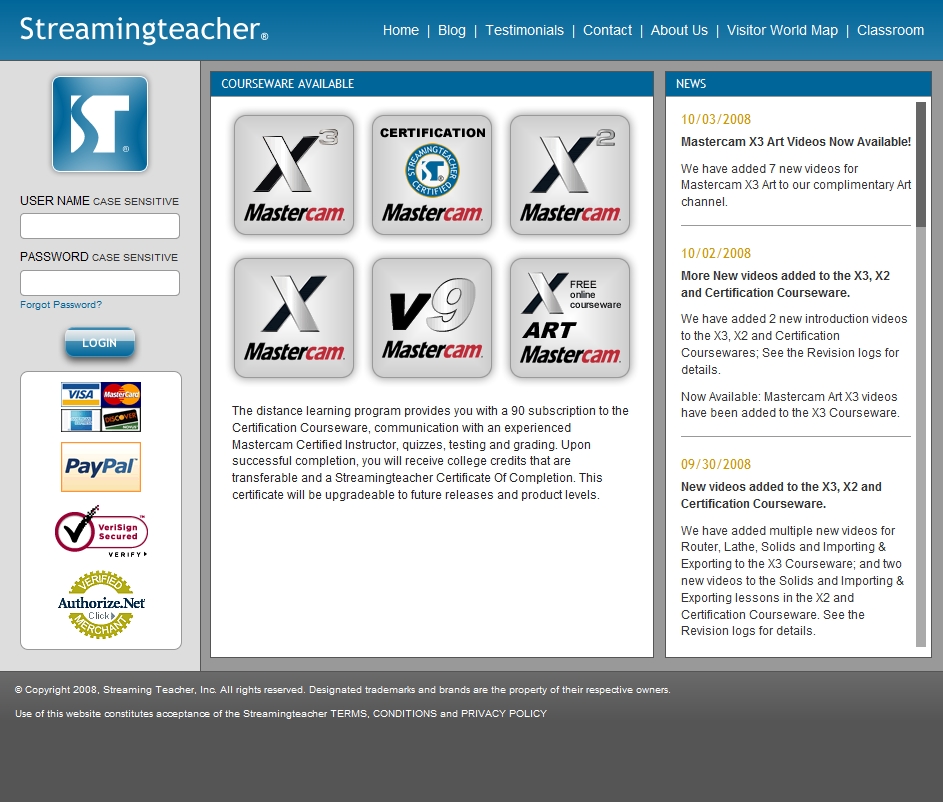 Streamingteacher®
Home | Blog | Testimonials | Contact | About Us | Visitor World Map | Classroom
ST ®
USER NAME CASE SENSITIVE
PASSWORD CASE SENSITIVE
Forgot Password?
LOGIN
VISA MasterCard
DISCOVER
PayPal
VeriSign
Secured
VERIFY
VERIFIED
Authorize.Net
Click
MERCHANT
COURSEWARE AVAILABLE
X3
Mastercam.
CERTIFICATION
STREAMINGTEACHER
ST ®
CERTIFIED
Mastercam.
X2
Mastercam.
X
Mastercam.
v9
Mastercam.
X
FREE
online
courseware
ART
Mastercam.
The distance learning program provides you with a 90 subscription to the
Certification Courseware, communication with an experienced
Mastercam Certified Instructor, quizzes, testing and grading. Upon
successful completion, you will receive college credits that are
transferable and a Streamingteacher Certificate Of Completion. This
certificate will be upgradeable to future releases and product levels.
NEWS
10/03/2008
Mastercam X3 Art Videos Now Available!
We have added 7 new videos for
Mastercam X3 Art to our complimentary Art
channel.
10/02/2008
More New videos added to the X3, X2
and Certification Courseware.
We have added 2 new introduction videos
to the X3, X2 and Certification
Coursewares; See the Revision logs for
details.
Now Available: Mastercam Art X3 videos
have been added to the X3 Courseware.
09/30/2008
New videos added to the X3, X2 and
Certification Courseware.
We have added multiple new videos for
Router, Lathe, Solids and Importing &
Exporting to the X3 Courseware; and two
new videos to the Solids and Importing &
Exporting lessons in the X2 and
Certification Courseware. See the
Revision logs for details.
© Copyright 2008, Streaming Teacher, Inc. All rights reserved. Designated trademarks and brands are the property of their respective owners.
Use of this website constitutes acceptance of the Streamingteacher TERMS, CONDITIONS and PRIVACY POLICY